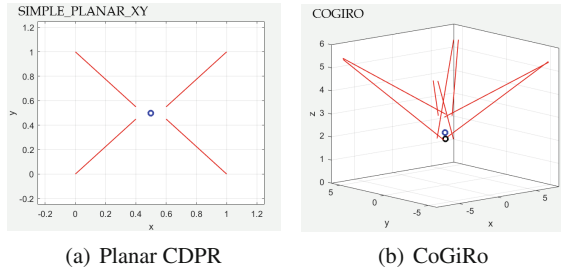 SIMPLE_PLANAR_XY
1.2
1
0.8
0.6
0.4
0.2
0
-0.2
y
-0.2 0 0.2 0.4 0.6 0.8 1 1.2
x
(a) Planar CDPR
COGIRO
6
5
4
3
2
1
0
z
5 0 -5
y
-5 0 5
x
(b) CoGiRo